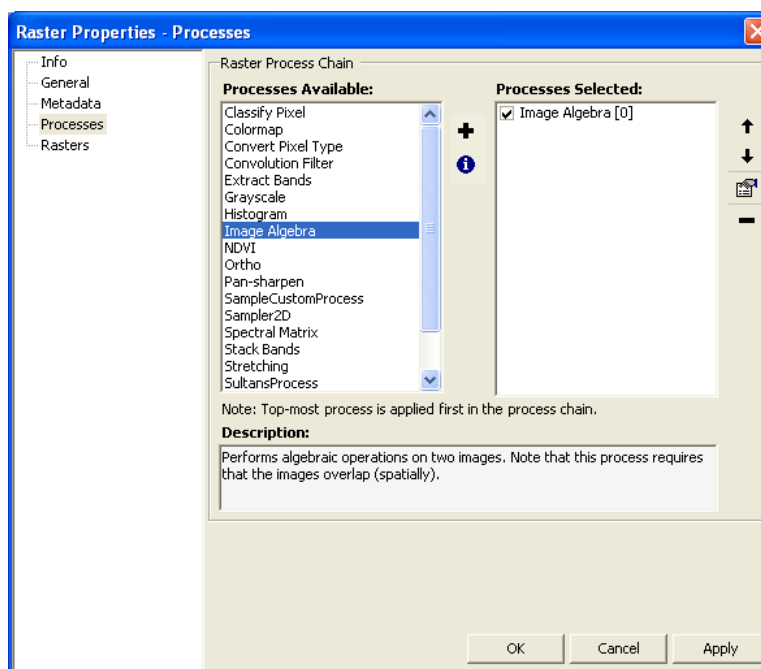 Raster Properties - Processes
Info
General
Metadata
Processes
Rasters
Raster Process Chain
Processes Available:
Classify Pixel
Colormap
Convert Pixel Type
Convolution Filter
Extract Bands
Grayscale
Histogram
Image Algebra
NDVI
Ortho
Pan-sharpen
SampleCustomProcess
Sampler2D
Spectral Matrix
Stack Bands
Stretching
SultansProcess
Processes Selected:
Image Algebra [0]
Note: Top-most process is applied first in the process chain.
Description:
Performs algebraic operations on two images. Note that this process requires
that the images overlap (spatially).
OK
Cancel
Apply